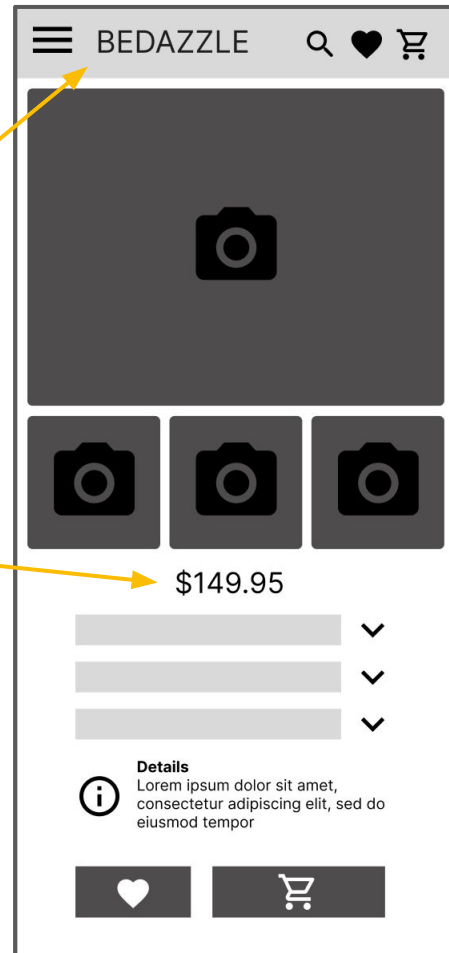 BEDAZZLE
$149.95
Details
Lorem ipsum dolor sit amet,
consectetur adipiscing elit, sed do
eiusmod tempor